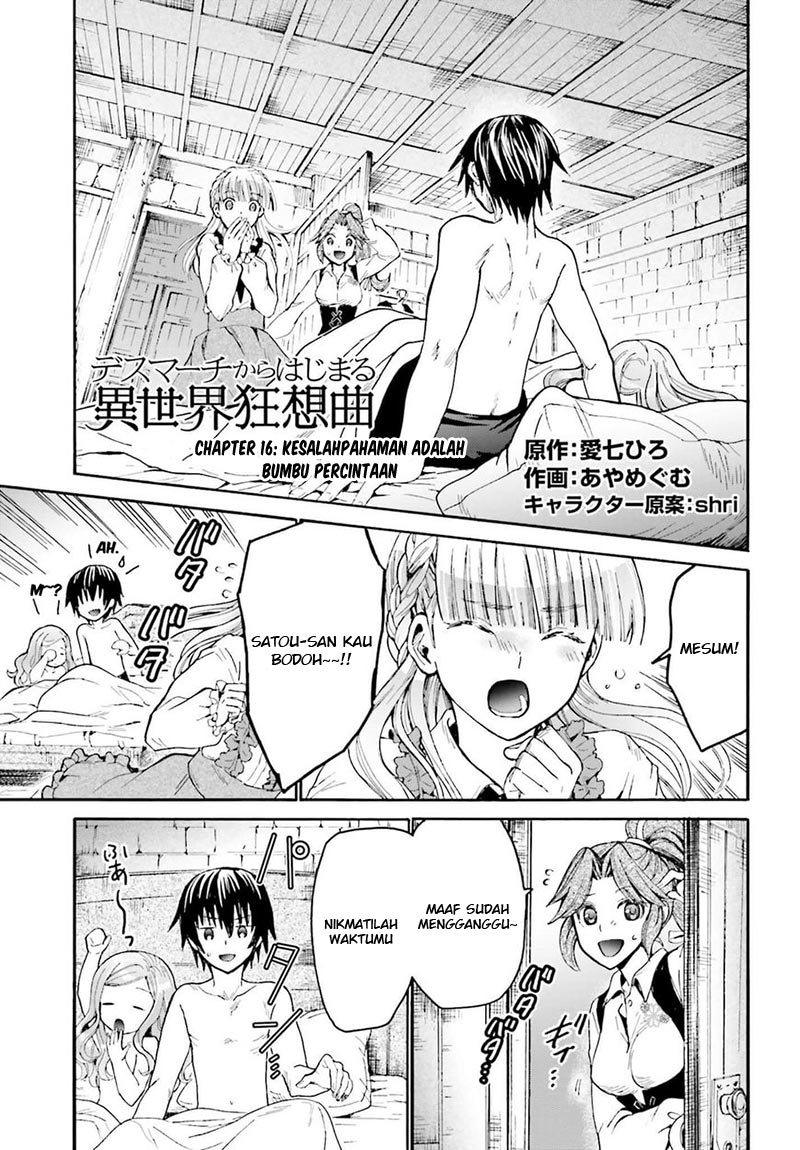 デスマーチからはじまる
異世界狂想曲
CHAPTER 16: KESALAHPAHAMAN ADALAH
BUMBU PERCINTAAN
原作:愛七ひろ
作画:あやめぐむ
キャラクター原案:shri
MESUM!
SATOU-SAN KAU
BODOH~~!!
バタ
バタ
AH.
M~~?
MAAF SUDAH
MENGGANGGU~
NIKMATILAH
WAKTUMU
ギィ…
バタ…
バタ…
パタン
ふぁ～